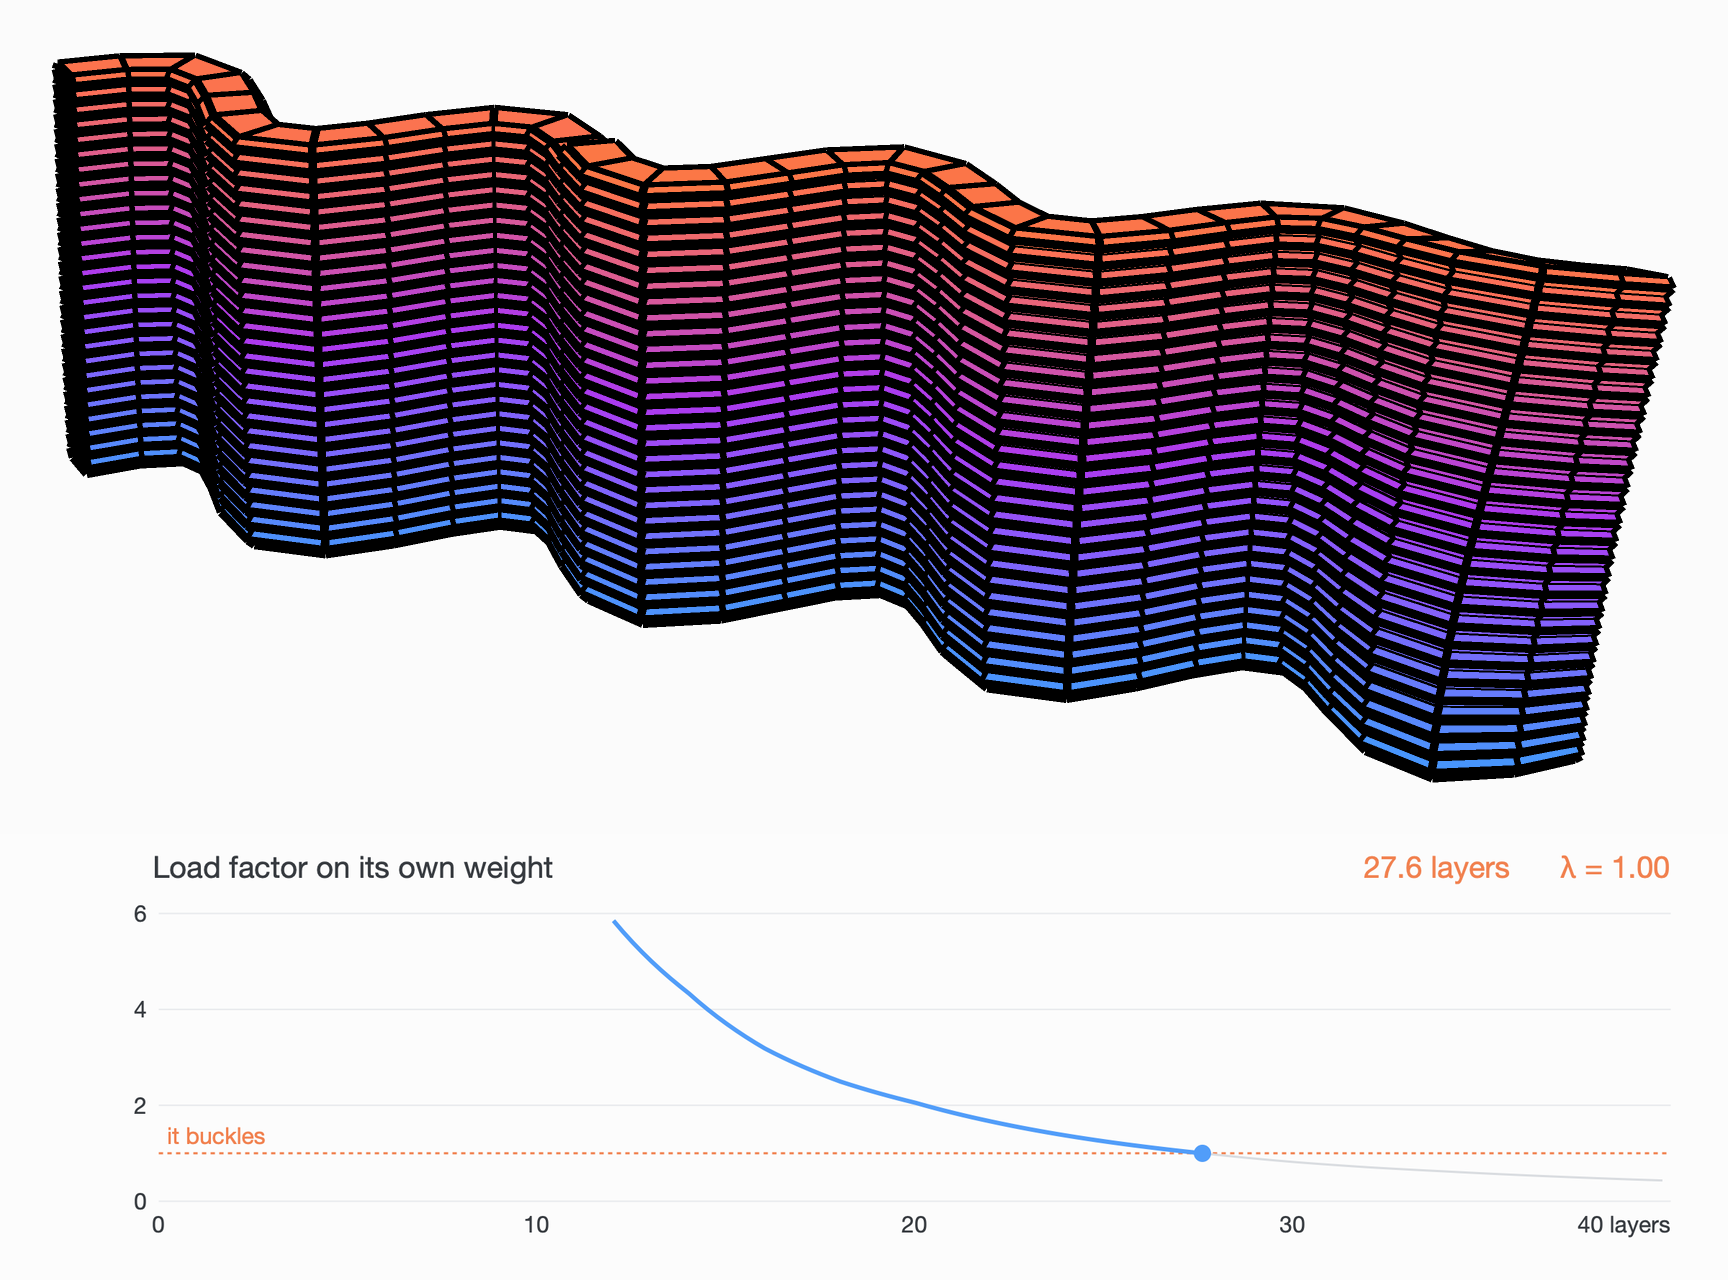 Load factor on its own weight
27.6 layers λ = 1.00
6
4
2
it buckles
0
0 10 20 30 40 layers